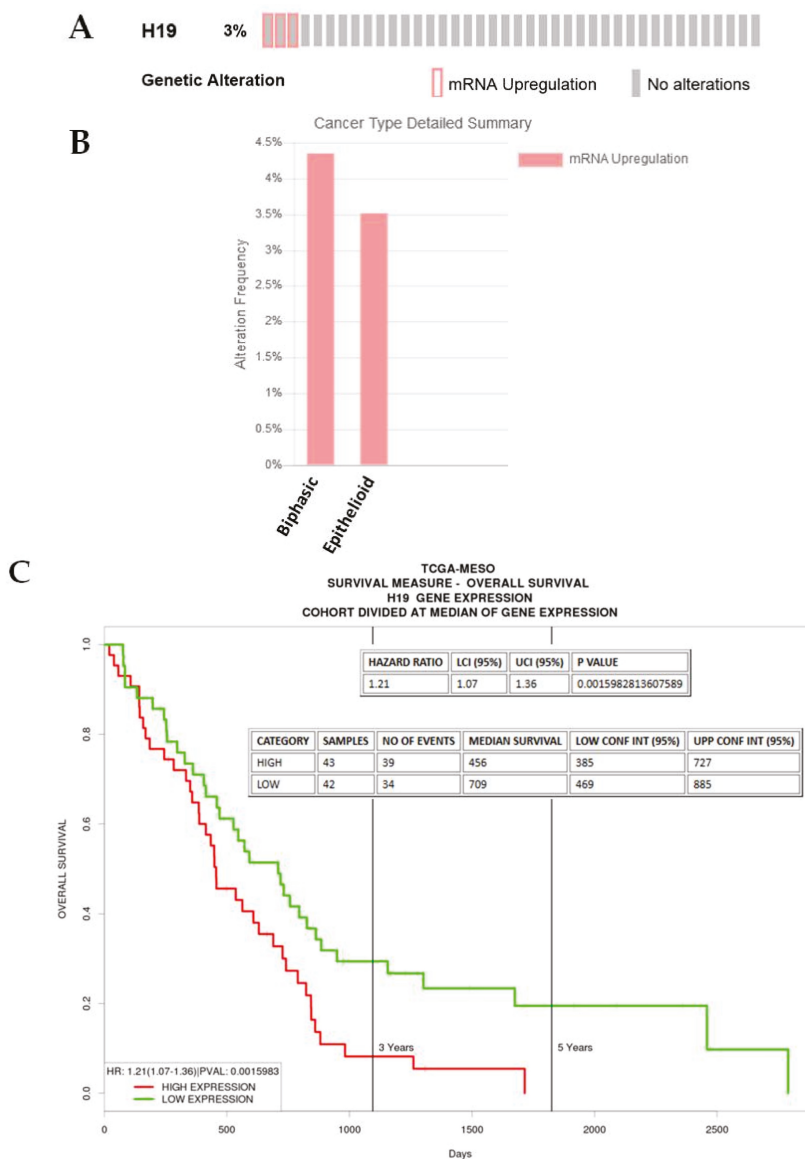 A
H19 3%
Genetic Alteration mRNA Upregulation No alterations
B
Cancer Type Detailed Summary
mRNA Upregulation
4.5%
4%
3.5%
3%
2.5%
2%
1.5%
1%
0.5%
0%
Alteration Frequency
Biphasic
Epithelioid
C
TCGA-MESO
SURVIVAL MEASURE - OVERALL SURVIVAL
H19 GENE EXPRESSION
COHORT DIVIDED AT MEDIAN OF GENE EXPRESSION
HAZARD RATIO LCI (95%) UCI (95%) P VALUE
1.21 1.07 1.36 0.0015982813607589
CATEGORY SAMPLES NO OF EVENTS MEDIAN SURVIVAL LOW CONF INT (95%) UPP CONF INT (95%)
HIGH 43 39 456 385 727
LOW 42 34 709 469 885
OVERALL SURVIVAL
1.0
0.8
0.6
0.4
0.2
0.0
3 Years
5 Years
HR: 1.21(1.07-1.36)|PVAL: 0.0015983
HIGH EXPRESSION
LOW EXPRESSION
0 500 1000 1500 2000 2500
Days